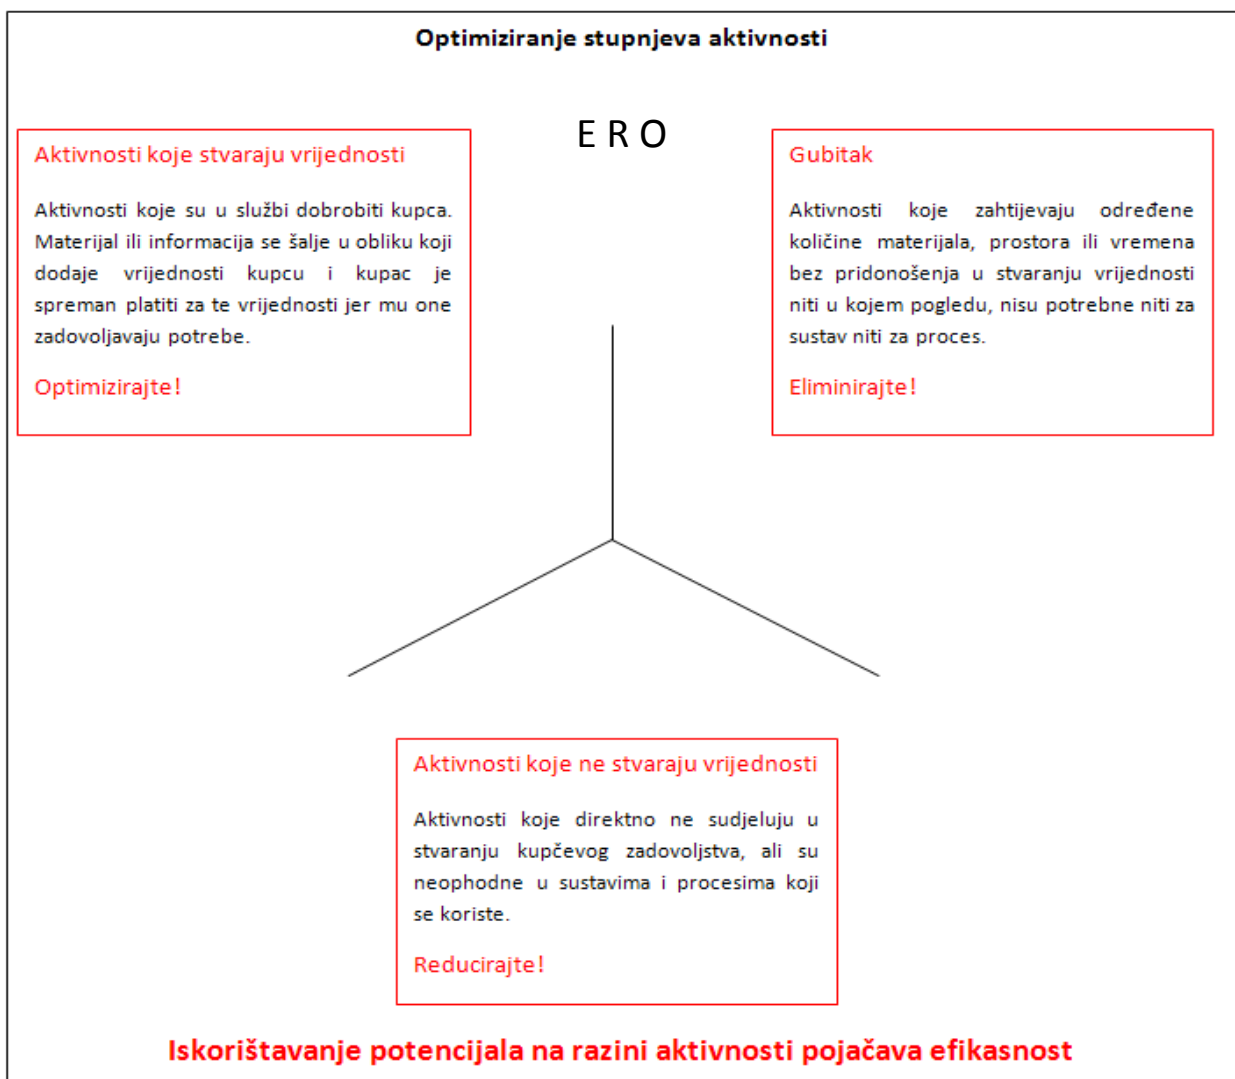 Optimiziranje stupnjeva aktivnosti
E R O
Aktivnosti koje stvaraju vrijednosti
Aktivnosti koje su u službi dobrobiti kupca.
Materijal ili informacija se šalje u obliku koji
dodaje vrijednosti kupcu i kupac je
spreman platiti za te vrijednosti jer mu one
zadovoljavaju potrebe.
Optimizirajte!
Gubitak
Aktivnosti koje zahtijevaju određene
količine materijala, prostora ili vremena
bez pridonošenja u stvaranju vrijednosti
niti u kojem pogledu, nisu potrebne niti za
sustav niti za proces.
Eliminirajte!
Aktivnosti koje ne stvaraju vrijednosti
Aktivnosti koje direktno ne sudjeluju u
stvaranju kupčevog zadovoljstva, ali su
neophodne u sustavima i procesima koji
se koriste.
Reducirajte!
Iskorištavanje potencijala na razini aktivnosti pojačava efikasnost